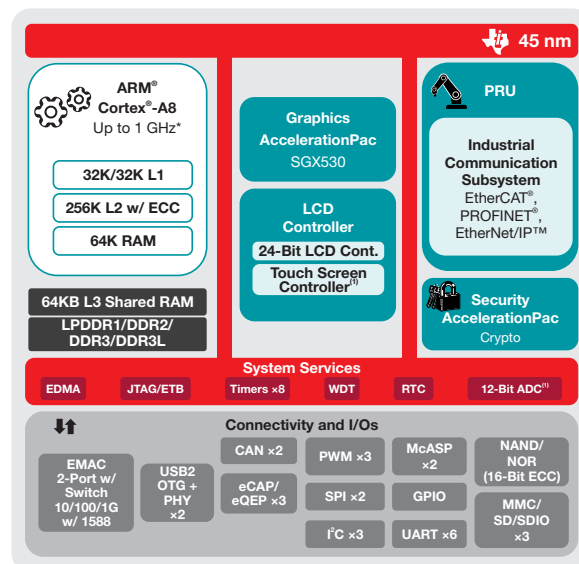 45 nm
ARM®
Cortex®-A8
Up to 1 GHz*
32K/32K L1
256K L2 w/ ECC
64K RAM
64KB L3 Shared RAM
LPDDR1/DDR2/
DDR3/DDR3L
Graphics
AccelerationPac
SGX530
LCD
Controller
24-Bit LCD Cont.
Touch Screen
Controller(1)
PRU
Industrial
Communication
Subsystem
EtherCAT®,
PROFINET®,
EtherNet/IP™
Security
AccelerationPac
Crypto
System Services
EDMA
JTAG/ETB
Timers ×8
WDT
RTC
12-Bit ADC(1)
Connectivity and I/Os
EMAC
2-Port w/
Switch
10/100/1G
w/ 1588
USB2
OTG +
PHY
×2
CAN ×2
eCAP/
eQEP ×3
PWM ×3
SPI ×2
I²C ×3
McASP
×2
GPIO
UART ×6
NAND/
NOR
(16-Bit ECC)
MMC/
SD/SDIO
×3